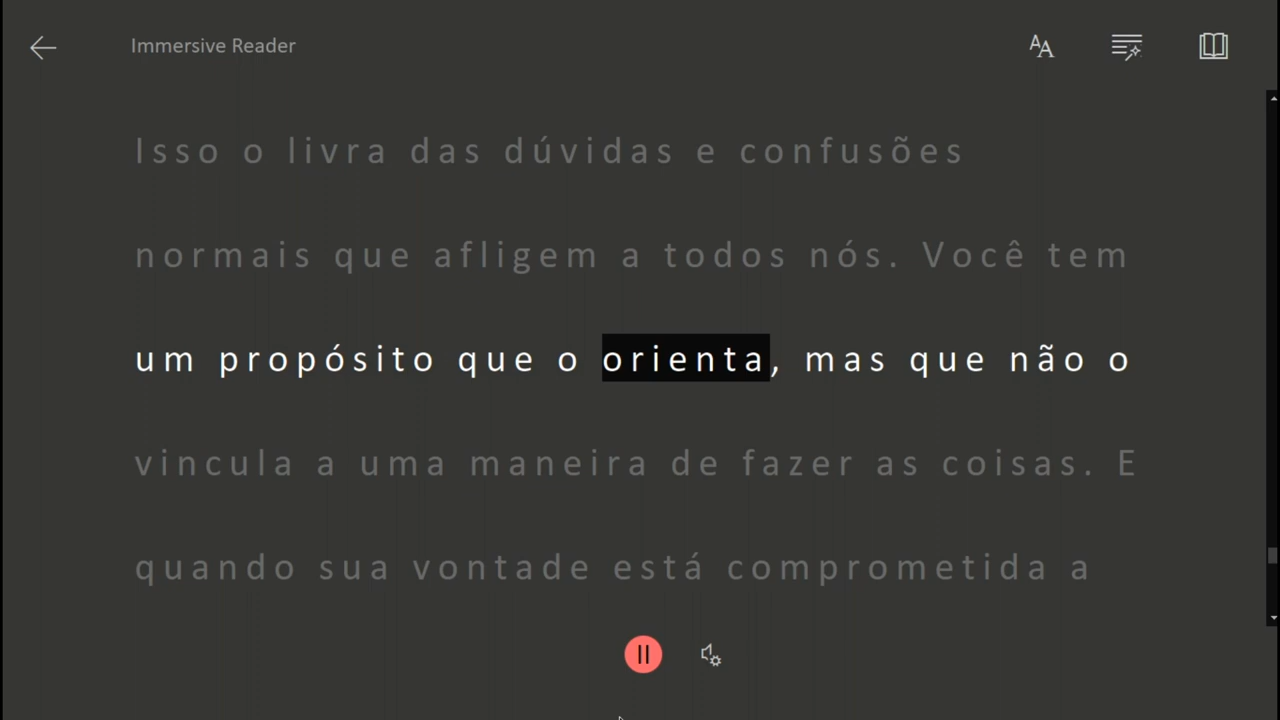 Immersive Reader
Isso o livra das dúvidas e confusões
normais que afligem a todos nós. Você tem
um propósito que o orienta, mas que não o
vincula a uma maneira de fazer as coisas. E
quando sua vontade está comprometida a